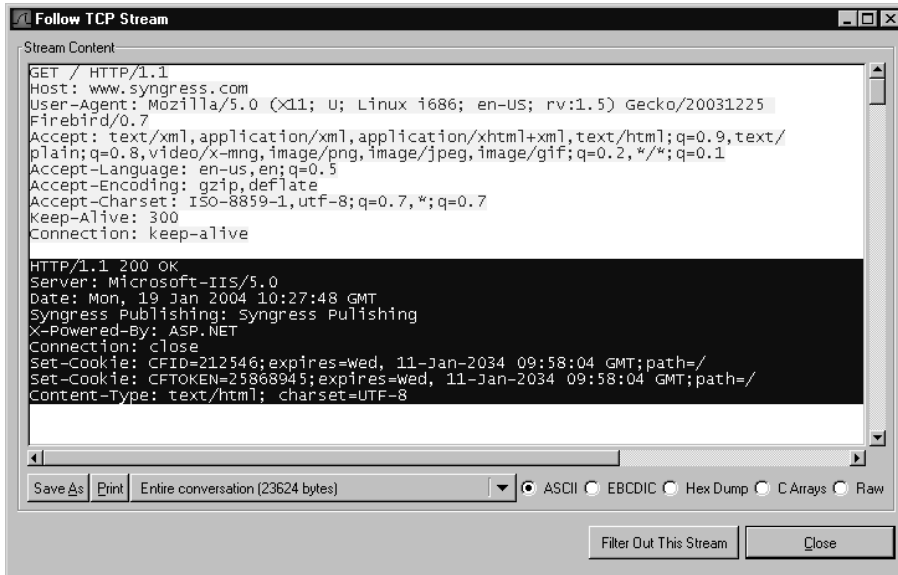 Follow TCP Stream
Stream Content
GET / HTTP/1.1
Host: www.syngress.com
User-Agent: Mozilla/5.0 (X11; U; Linux i686; en-US; rv:1.5) Gecko/20031225
Firebird/0.7
Accept: text/xml,application/xml,application/xhtml+xml,text/html;q=0.9,text/
plain;q=0.8,video/x-mng,image/png,image/jpeg,image/gif;q=0.2,*/*;q=0.1
Accept-Language: en-us,en;q=0.5
Accept-Encoding: gzip,deflate
Accept-Charset: ISO-8859-1,utf-8;q=0.7,*;q=0.7
Keep-Alive: 300
Connection: keep-alive
HTTP/1.1 200 OK
Server: Microsoft-IIS/5.0
Date: Mon, 19 Jan 2004 10:27:48 GMT
Syngress Publishing: Syngress Pulishing
X-Powered-By: ASP.NET
Connection: close
Set-Cookie: CFID=212546;expires=Wed, 11-Jan-2034 09:58:04 GMT;path=/
Set-Cookie: CFTOKEN=25868945;expires=Wed, 11-Jan-2034 09:58:04 GMT;path=/
Content-Type: text/html; charset=UTF-8
Save As Print Entire conversation (23624 bytes) ASCII EBCDIC Hex Dump C Arrays Raw
Filter Out This Stream Close